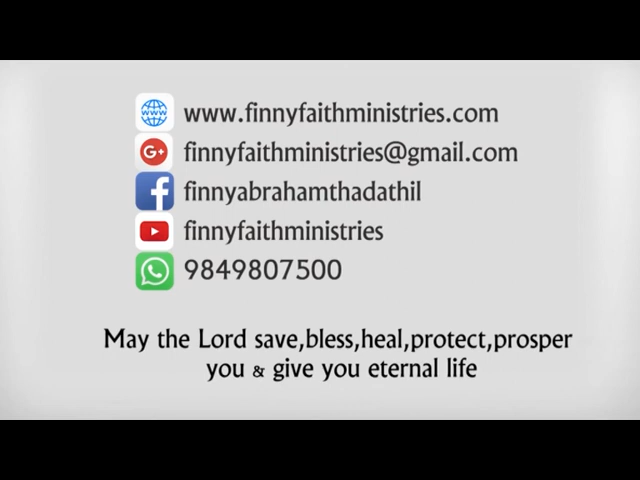 www.finnyfaithministries.com
finnyfaithministries@gmail.com
finnyabrahamthadathil
finnyfaithministries
9849807500
May the Lord save,bless,heal,protect,prosper
you & give you eternal life